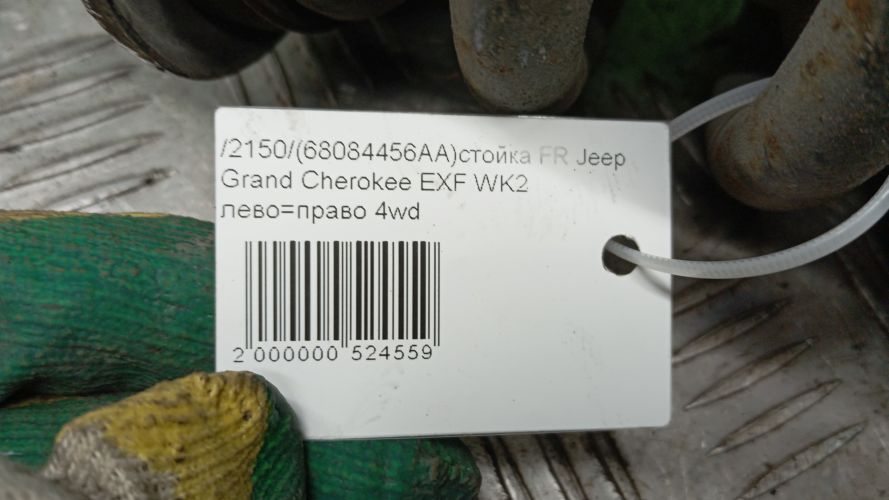 /2150/(68084456AA)стойка FR Jeep
Grand Cherokee EXF WK2
лево=право 4wd
2 000000 524559